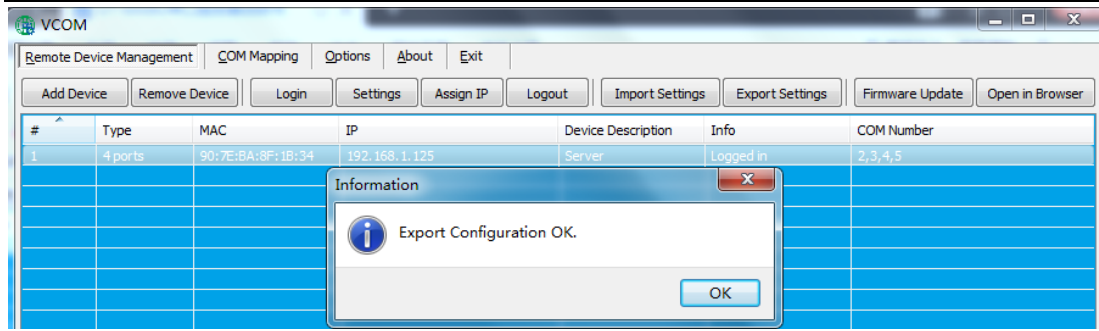 VCOM
Remote Device Management COM Mapping Options About Exit
Add Device Remove Device Login Settings Assign IP Logout Import Settings Export Settings Firmware Update Open in Browser
# Type MAC IP Device Description Info COM Number
1 4 ports 90:7E:BA:8F:1B:34 192.168.1.125 Server Logged in 2,3,4,5
Information
Export Configuration OK.
OK